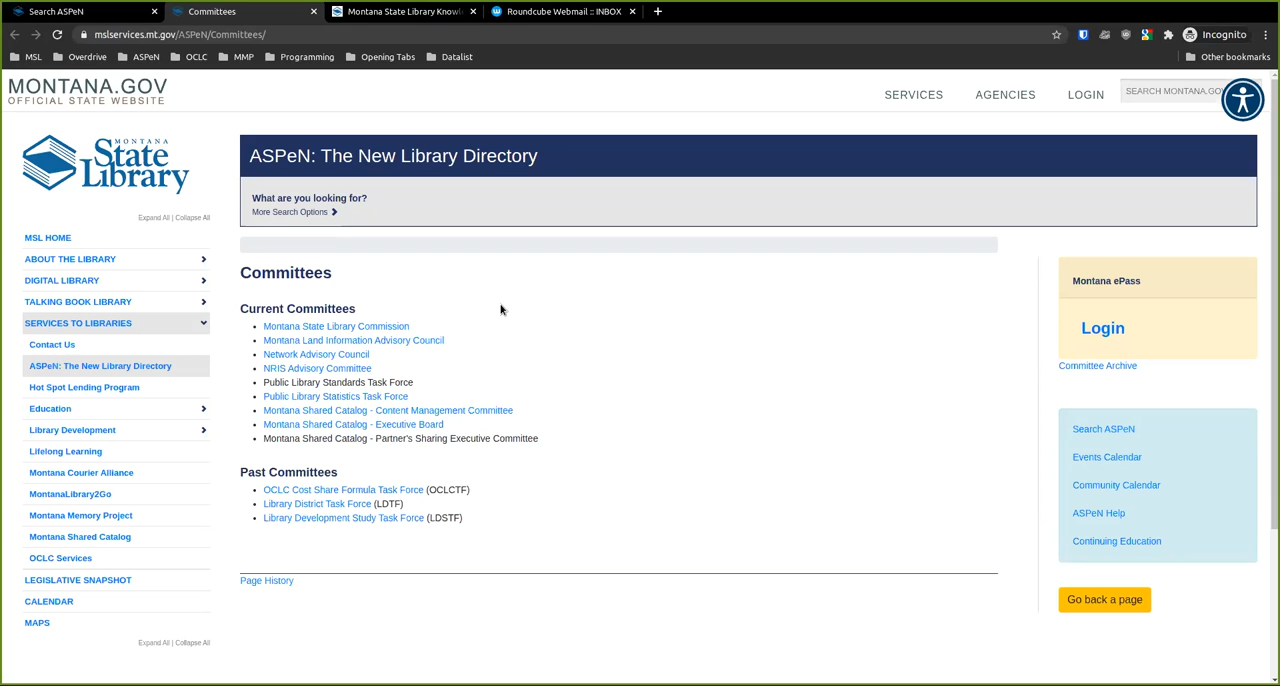 Search ASPeN
Committees
Montana State Library Knowl
Roundcube Webmail :: INBOX
mslservices.mt.gov/ASPeN/Committees/
Incognito
MSL
Overdrive
ASPeN
OCLC
MMP
Programming
Opening Tabs
Datalist
Other bookmarks
MONTANA.GOV
OFFICIAL STATE WEBSITE
SERVICES
AGENCIES
LOGIN
SEARCH MONTANA.GOV
MONTANA
State
Library
Expand All | Collapse All
MSL HOME
ABOUT THE LIBRARY
DIGITAL LIBRARY
TALKING BOOK LIBRARY
SERVICES TO LIBRARIES
Contact Us
ASPeN: The New Library Directory
Hot Spot Lending Program
Education
Library Development
Lifelong Learning
Montana Courier Alliance
MontanaLibrary2Go
Montana Memory Project
Montana Shared Catalog
OCLC Services
LEGISLATIVE SNAPSHOT
CALENDAR
MAPS
Expand All | Collapse All
ASPeN: The New Library Directory
What are you looking for?
More Search Options
Committees
Current Committees
Montana State Library Commission
Montana Land Information Advisory Council
Network Advisory Council
NRIS Advisory Committee
Public Library Standards Task Force
Public Library Statistics Task Force
Montana Shared Catalog - Content Management Committee
Montana Shared Catalog - Executive Board
Montana Shared Catalog - Partner's Sharing Executive Committee
Past Committees
OCLC Cost Share Formula Task Force (OCLCTF)
Library District Task Force (LDTF)
Library Development Study Task Force (LDSTF)
Page History
Montana ePass
Login
Committee Archive
Search ASPeN
Events Calendar
Community Calendar
ASPeN Help
Continuing Education
Go back a page